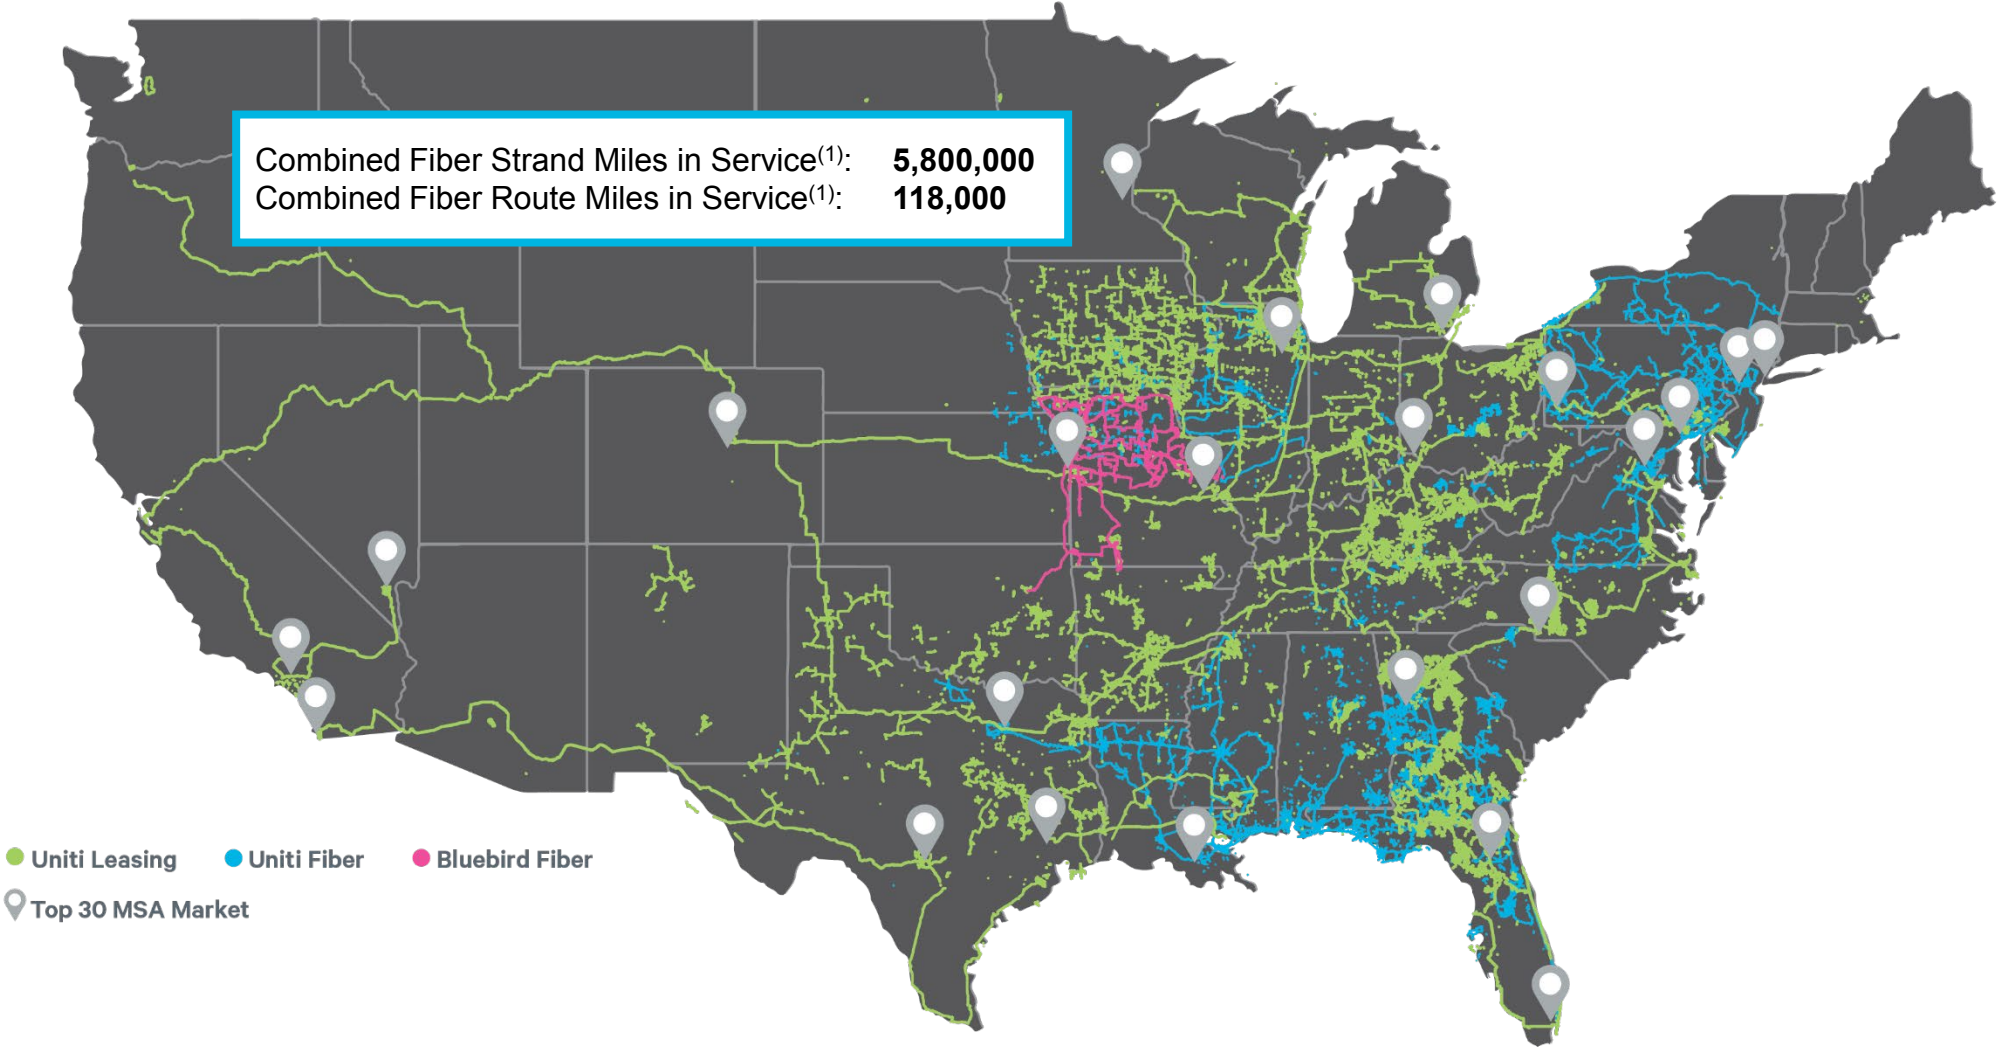 Combined Fiber Strand Miles in Service(1): 5,800,000
Combined Fiber Route Miles in Service(1): 118,000
Uniti Leasing Uniti Fiber Bluebird Fiber
Top 30 MSA Market